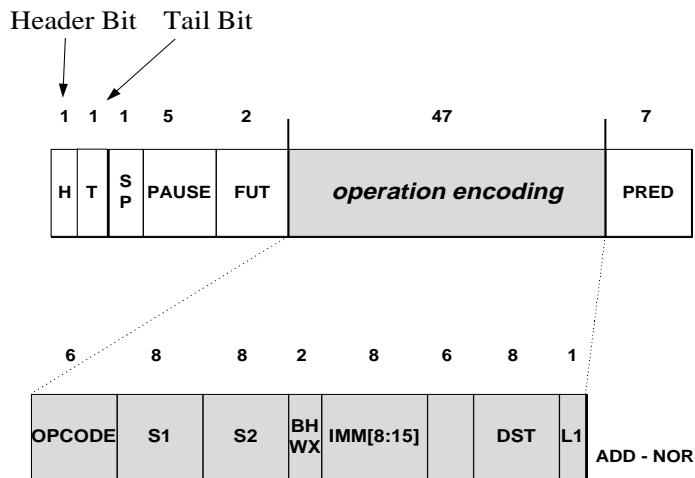 Header Bit Tail Bit
1 1 1 5 2 47 7
H T SP PAUSE FUT operation encoding PRED
6 8 8 2 8 6 8 1
OPCODE S1 S2 BH WX IMM[8:15] DST L1
ADD - NOR